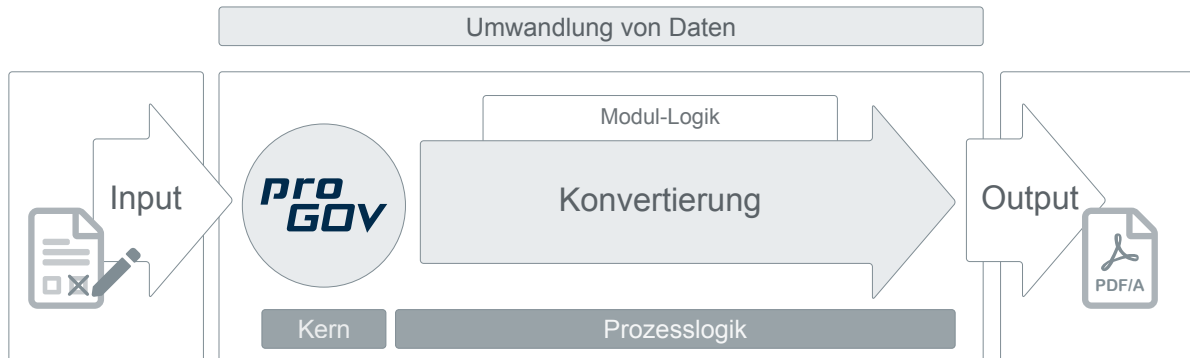 Umwandlung von Daten
Modul-Logik
Input
pro
GOV
Konvertierung
Output
PDF/A
Kern
Prozesslogik